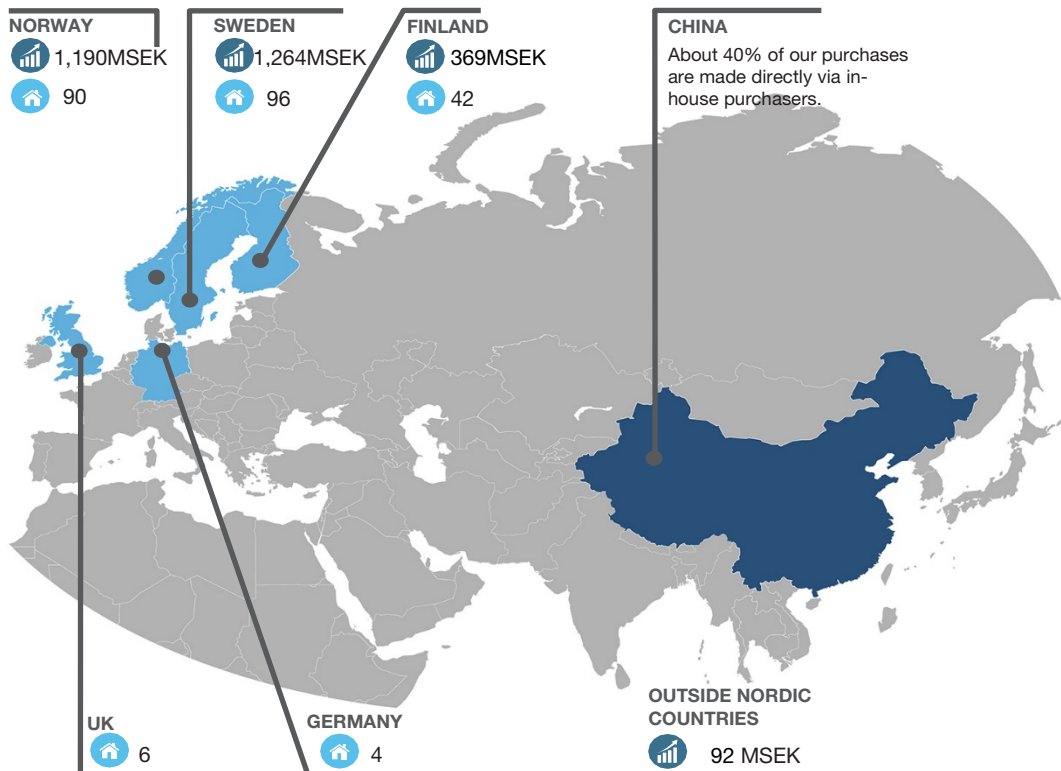 NORWAY
1,190MSEK
90
SWEDEN
1,264MSEK
96
FINLAND
369MSEK
42
CHINA
About 40% of our purchases
are made directly via in-
house purchasers.
UK
6
GERMANY
4
OUTSIDE NORDIC
COUNTRIES
92 MSEK